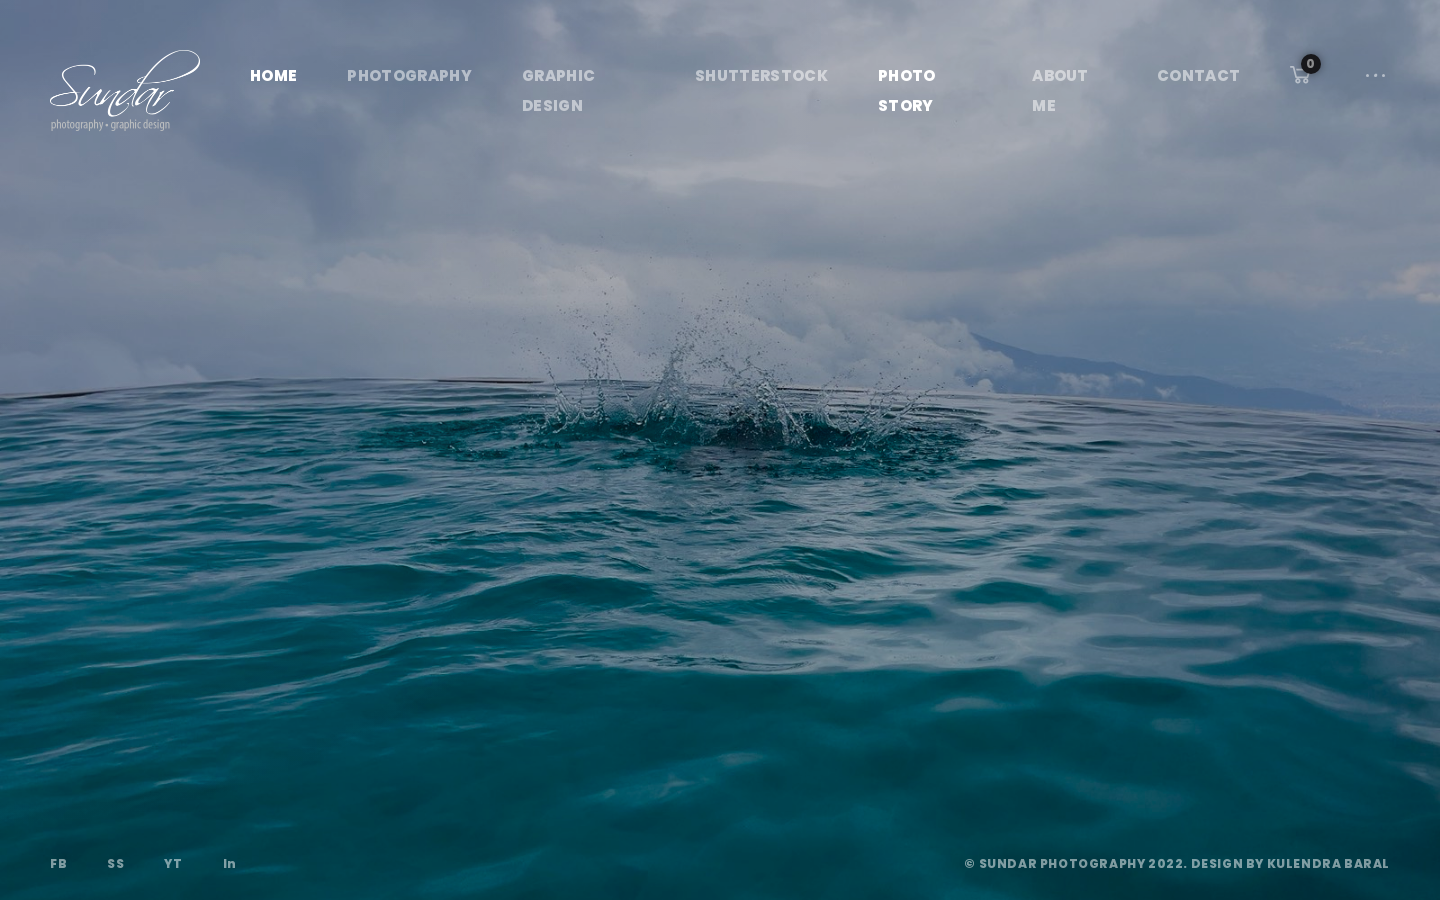 Sundar
photography • graphic design
HOME
PHOTOGRAPHY
GRAPHIC
DESIGN
SHUTTERSTOCK
PHOTO
STORY
ABOUT
ME
CONTACT
0
FB
SS
YT
In
© SUNDAR PHOTOGRAPHY 2022. DESIGN BY KULENDRA BARAL